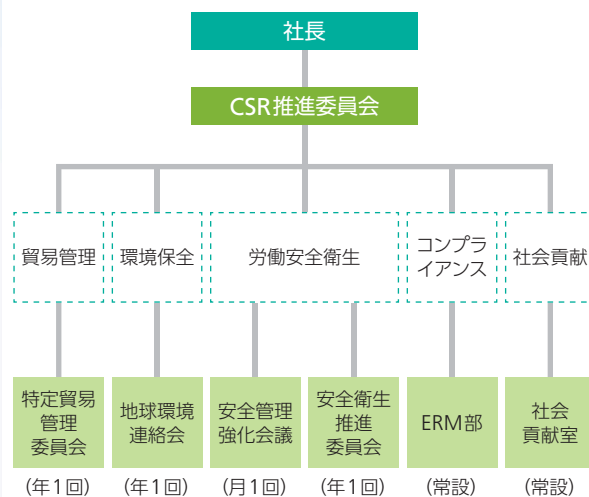 社長
CSR推進委員会
貿易管理
環境保全
労働安全衛生
コンプラ
イアンス
社会貢献
特定貿易
管理
委員会
地球環境
連絡会
安全管理
強化会議
安全衛生
推進
委員会
ERM部
社会
貢献室
(年1回)
(年1回)
(月1回)
(年1回)
(常設)
(常設)